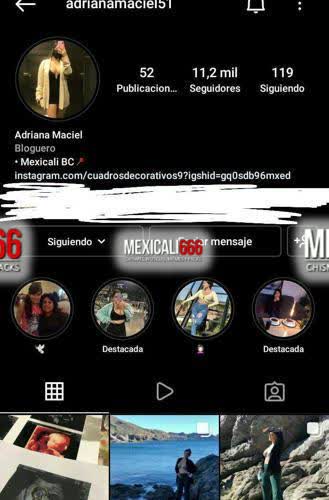 adrianamaciel51
52
11,2 mil
119
Publicacion...
Seguidores
Siguiendo
Adriana Maciel
Bloguero
• Mexicali BC📍
instagram.com/cuadrosdecorativos9?igshid=gq0sdb96mxed
Siguiendo
mensaje
66
MEXICALI666
ME
ACKS
CHISM
Destacada
Destacada